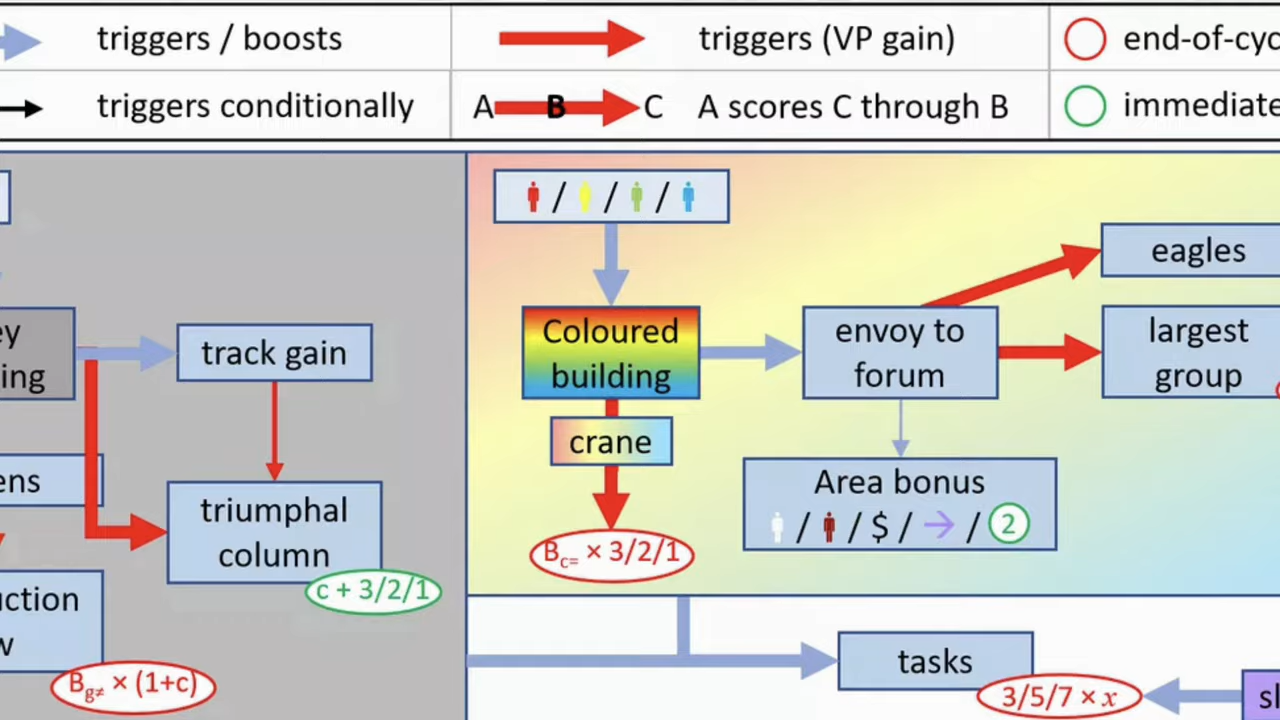 triggers / boosts
triggers (VP gain)
end-of-cyc
triggers conditionally
A B C
A scores C through B
immediate
/ / /
eagles
ey
ing
track gain
Coloured
building
envoy to
forum
largest
group
crane
ens
triumphal
column
c + 3/2/1
Area bonus
/ / $ / → / 2
B_c= × 3/2/1
uction
w
B_g≠ × (1+c)
tasks
3/5/7 × x
sl